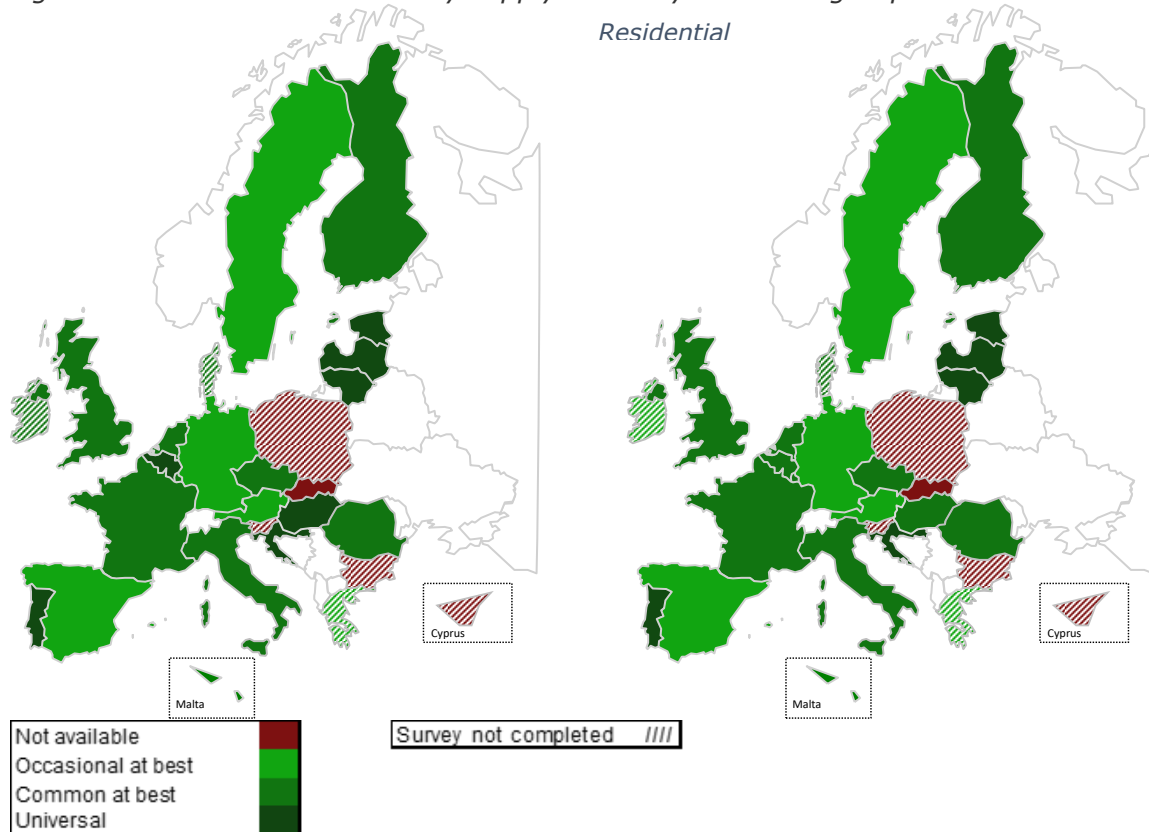 Residential
Cyprus
Cyprus
Malta
Malta
Not available
Survey not completed ////
Occasional at best
Common at best
Universal